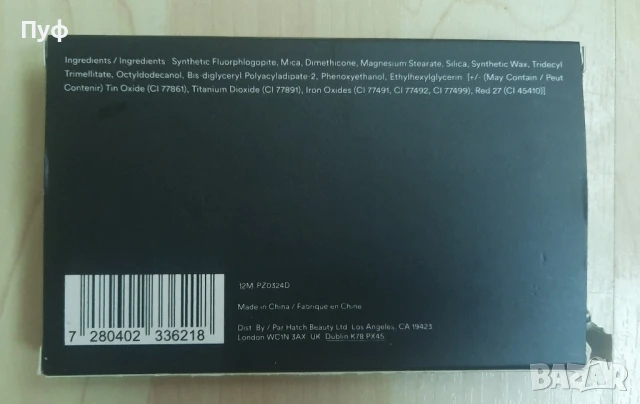 Пуф
Ingredients / Ingredients Synthetic Fluorphlogopite, Mica, Dimethicone, Magnesium Stearate, Silica, Synthetic Wax, Tridecyl
Trimellitate, Octyldodecanol, Bis-diglyceryl Polyacyladipate-2, Phenoxyethanol, Ethylhexylglycerin [+/- (May Contain / Peut
Contenir) Tin Oxide (CI 77861), Titanium Dioxide (CI 77891), Iron Oxides (CI 77491, CI 77492, CI 77499), Red 27 (CI 45410)]
12M PZ0324D
Made in China / Fabriqué en Chine
Dist. By / Par Hatch Beauty Ltd. Los Angeles, CA 19423
London WC1N 3AX UK Dublin K78 PX45
7 280402 336218
BAZAR